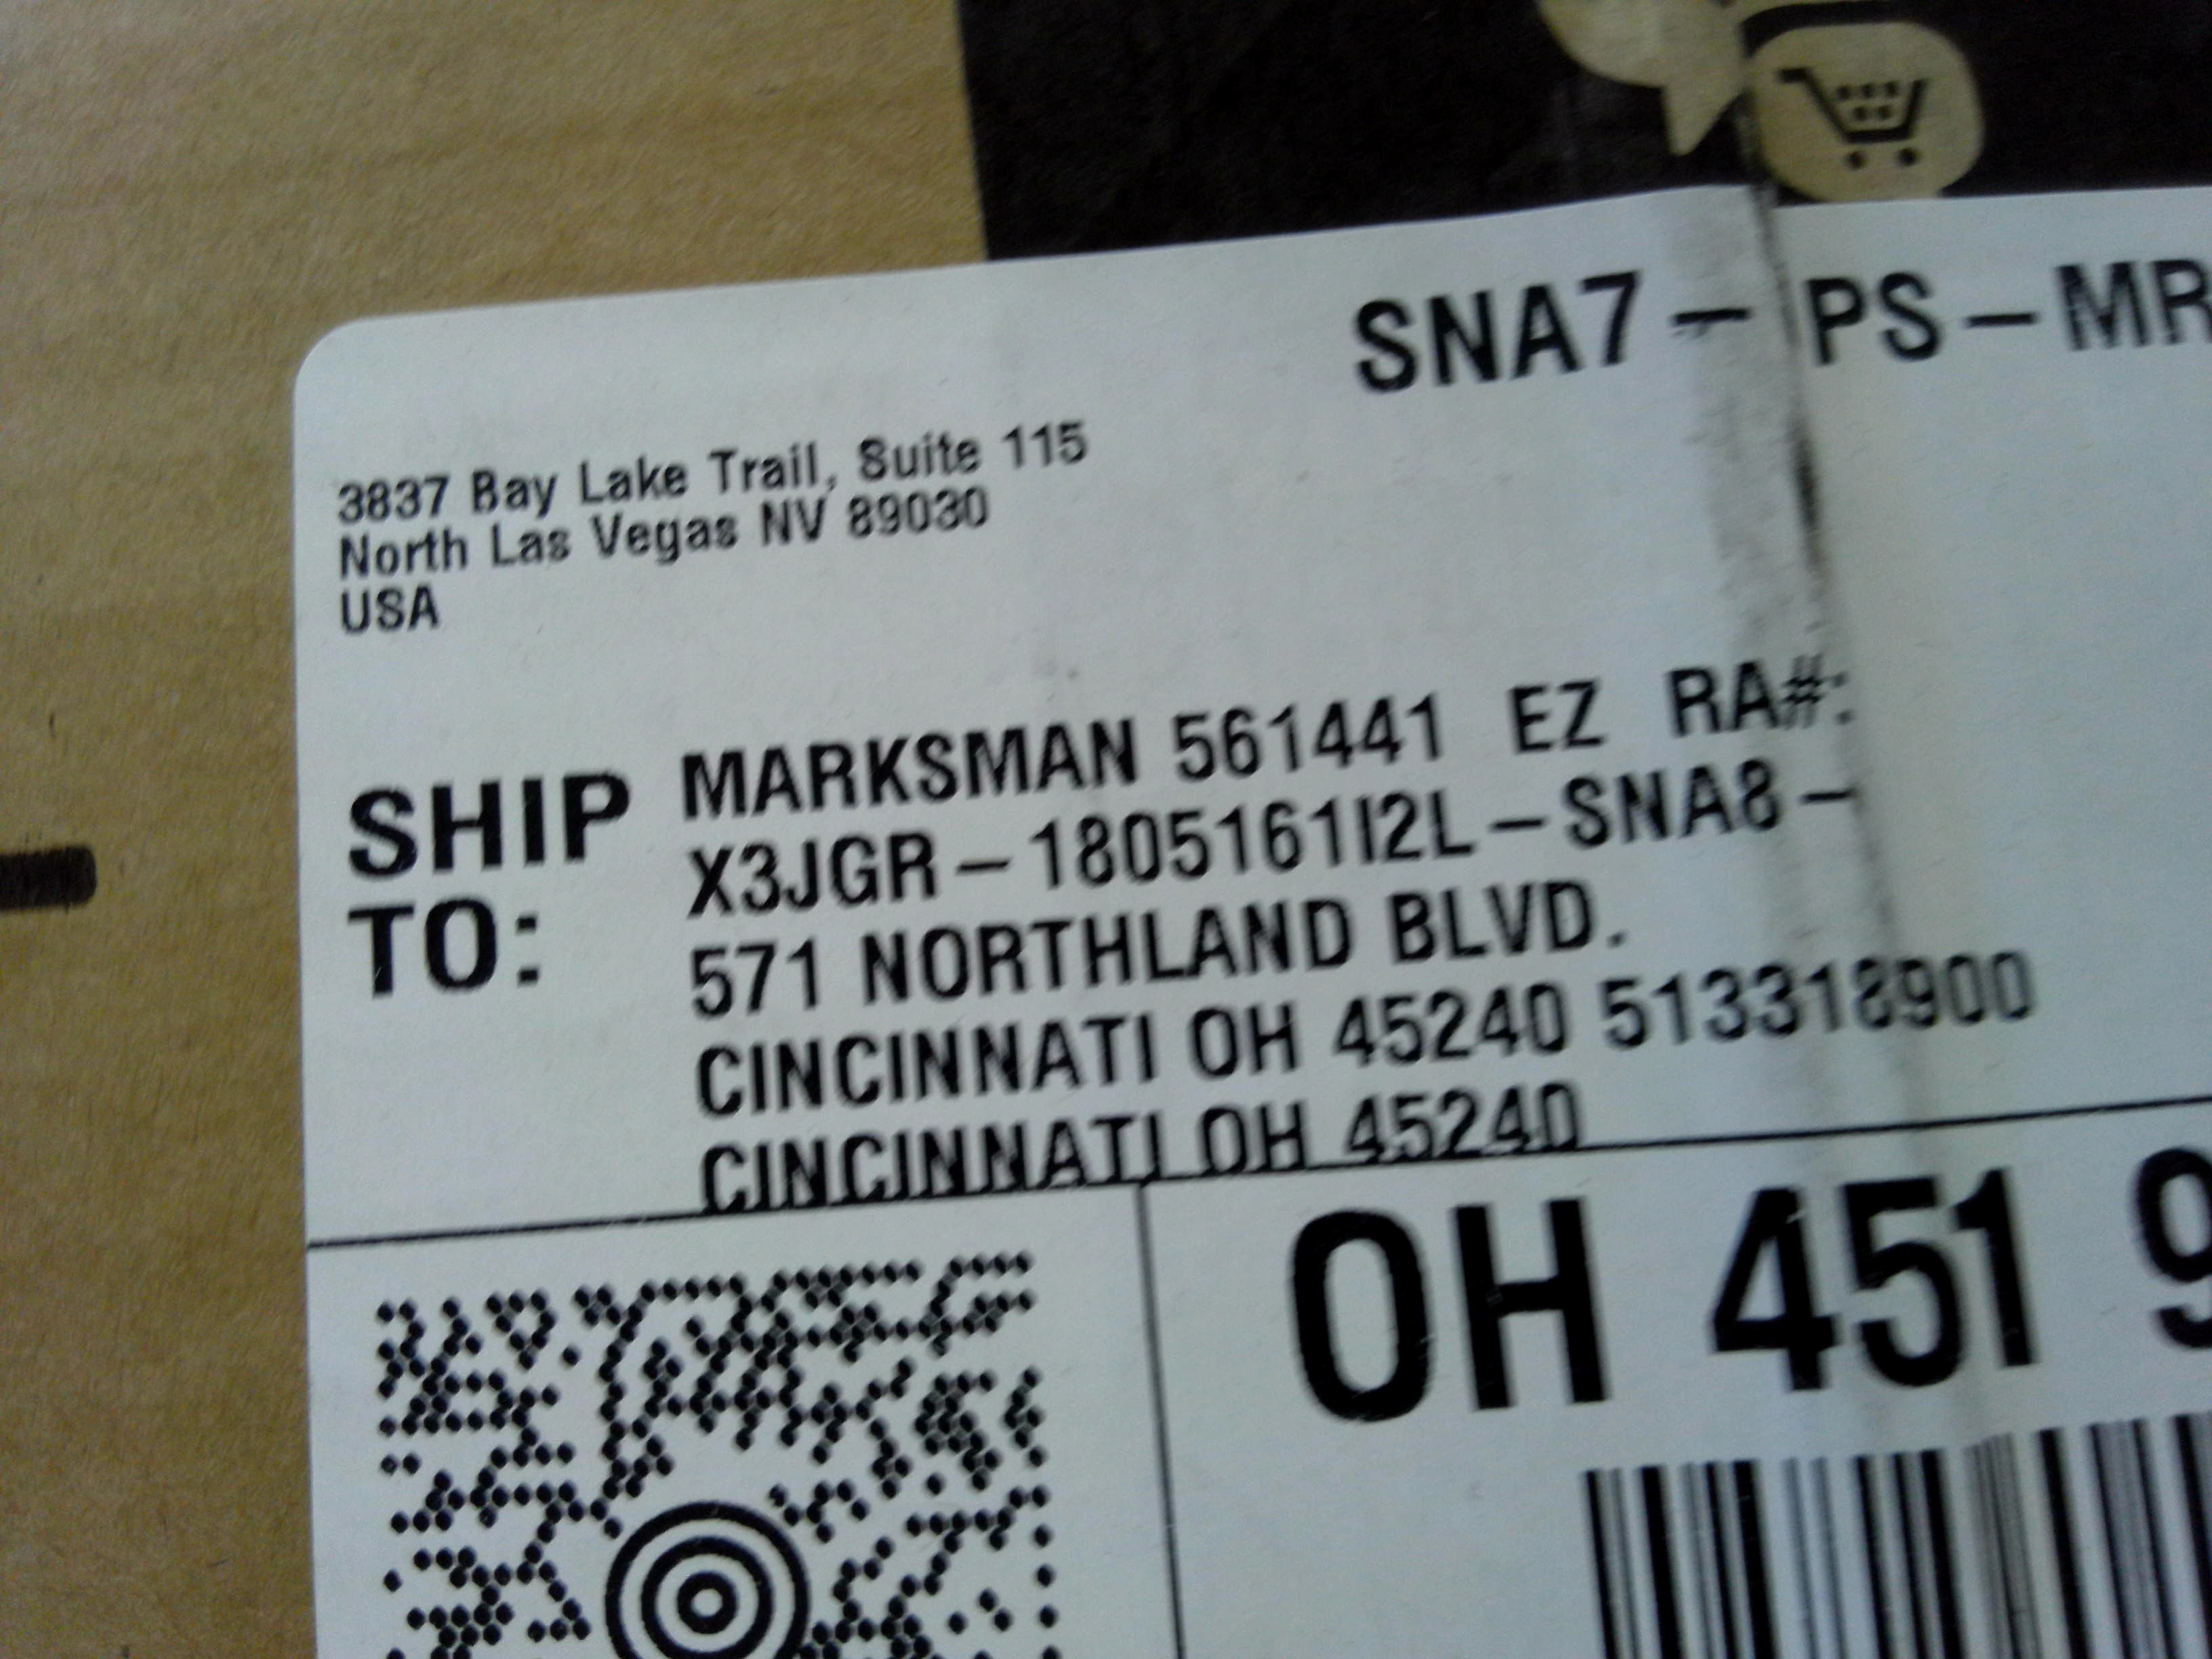 SNA7-PS-MR
3837 Bay Lake Trail, Suite 115
North Las Vegas NV 89030
USA
SHIP TO:
MARKSMAN 561441 EZ RA#:
X3JGR-1805161I2L-SNA8-
571 NORTHLAND BLVD.
CINCINNATI OH 45240 513318900
CINCINNATI OH 45240
OH 451 9